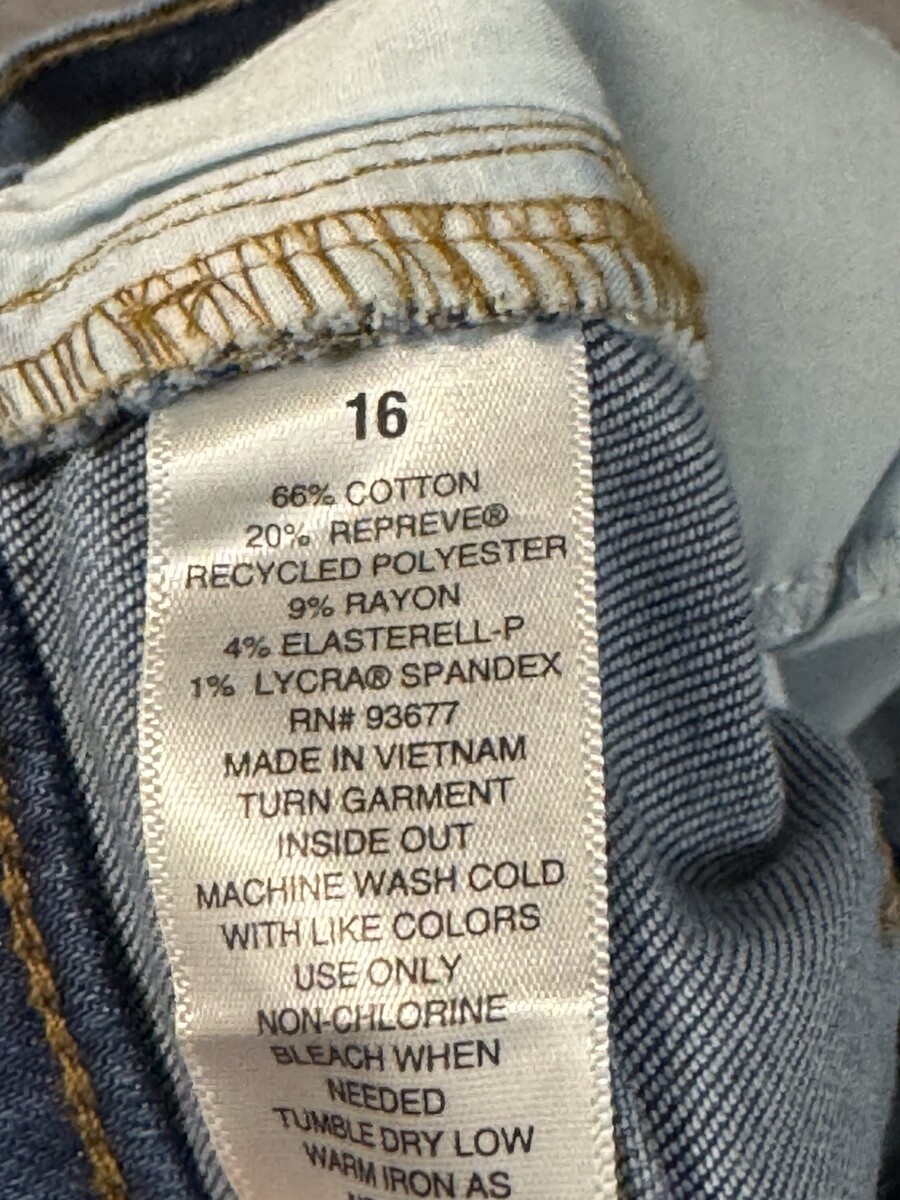 16
66% COTTON
20% REPREVE®
RECYCLED POLYESTER
9% RAYON
4% ELASTERELL-P
1% LYCRA® SPANDEX
RN# 93677
MADE IN VIETNAM
TURN GARMENT
INSIDE OUT
MACHINE WASH COLD
WITH LIKE COLORS
USE ONLY
NON-CHLORINE
BLEACH WHEN
NEEDED
TUMBLE DRY LOW
WARM IRON AS